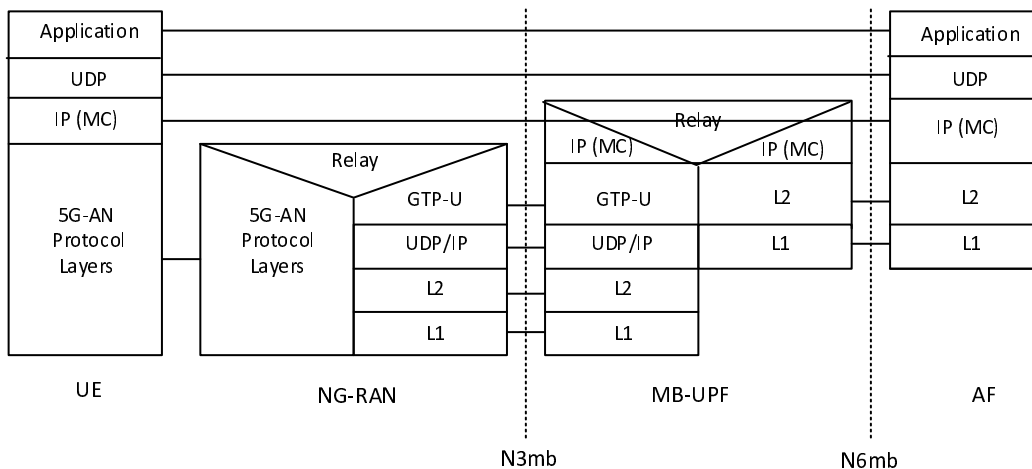 Application
UDP
IP (MC)
5G-AN
Protocol
Layers
UE
Relay
5G-AN
Protocol
Layers
GTP-U
UDP/IP
L2
L1
NG-RAN
N3mb
Relay
IP (MC)
IP (MC)
GTP-U
UDP/IP
L2
L1
L2
L1
MB-UPF
N6mb
Application
UDP
IP (MC)
L2
L1
AF